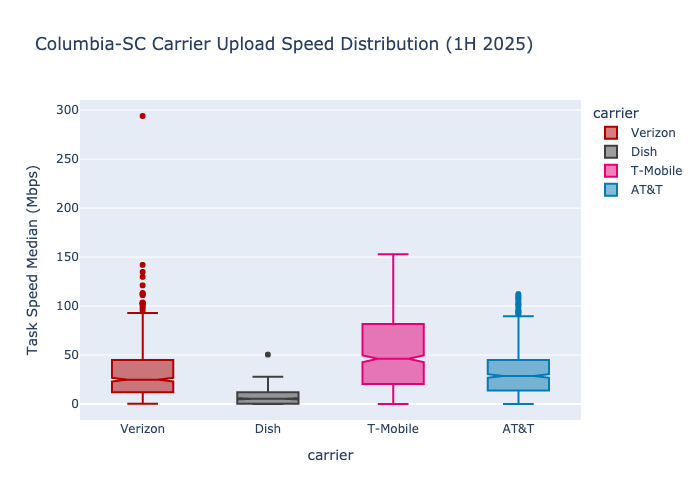 Columbia-SC Carrier Upload Speed Distribution (1H 2025)
Task Speed Median (Mbps)
300
250
200
150
100
50
0
Verizon
Dish
T-Mobile
AT&T
carrier
carrier
Verizon
Dish
T-Mobile
AT&T